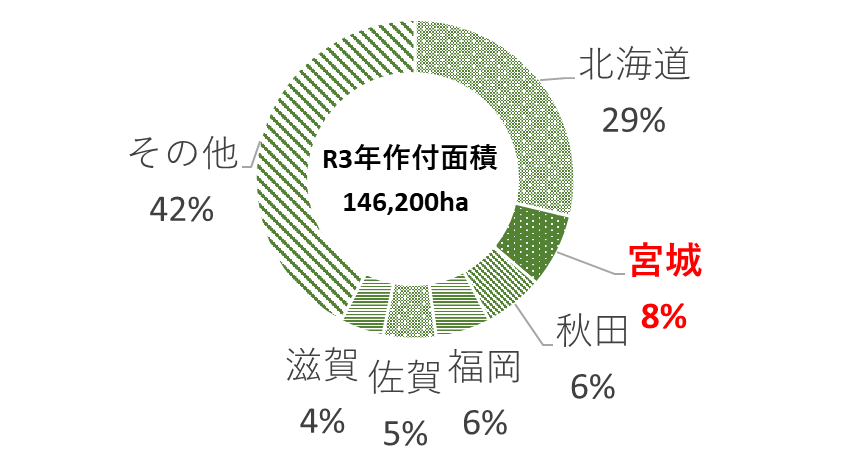 R3年作付面積
146,200ha
北海道
29%
宮城
8%
秋田
6%
福岡
6%
佐賀
5%
滋賀
4%
その他
42%